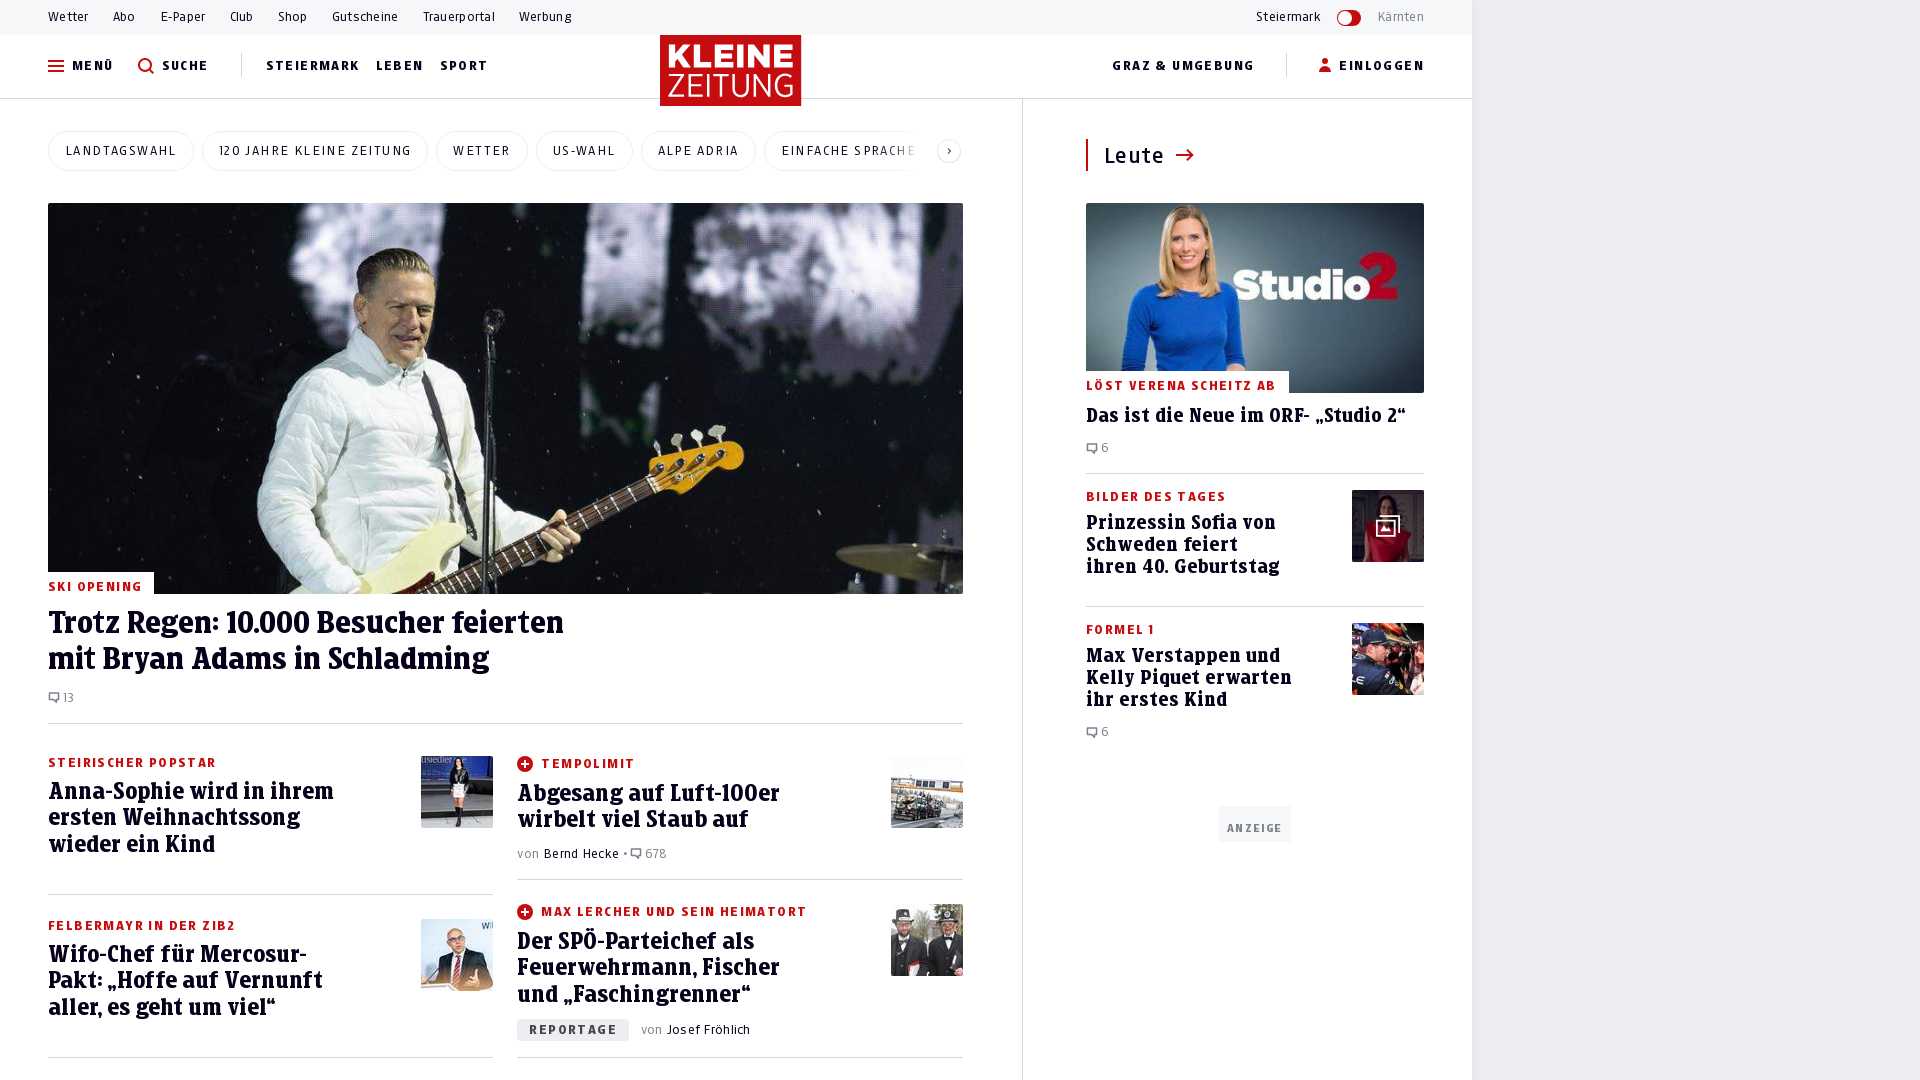 Wetter Abo E-Paper Club Shop Gutscheine Trauerportal Werbung Steiermark Kärnten
MENÜ SUCHE STEIERMARK LEBEN SPORT KLEINE ZEITUNG GRAZ & UMGEBUNG EINLOGGEN
LANDTAGSWAHL 120 JAHRE KLEINE ZEITUNG WETTER US-WAHL ALPE ADRIA EINFACHE SPRACHE
SKI OPENING
Trotz Regen: 10.000 Besucher feierten
mit Bryan Adams in Schladming
13
STEIRISCHER POPSTAR
Anna-Sophie wird in ihrem
ersten Weihnachtssong
wieder ein Kind
FELBERMAYR IN DER ZIB2
Wifo-Chef für Mercosur-
Pakt: „Hoffe auf Vernunft
aller, es geht um viel“
TEMPOLIMIT
Abgesang auf Luft-100er
wirbelt viel Staub auf
von Bernd Hecke • 678
MAX LERCHER UND SEIN HEIMATORT
Der SPÖ-Parteichef als
Feuerwehrmann, Fischer
und „Faschingrenner“
REPORTAGE von Josef Fröhlich
Leute
Studio2
LÖST VERENA SCHEITZ AB
Das ist die Neue im ORF- „Studio 2“
6
BILDER DES TAGES
Prinzessin Sofia von
Schweden feiert
ihren 40. Geburtstag
FORMEL 1
Max Verstappen und
Kelly Piquet erwarten
ihr erstes Kind
6
ANZEIGE